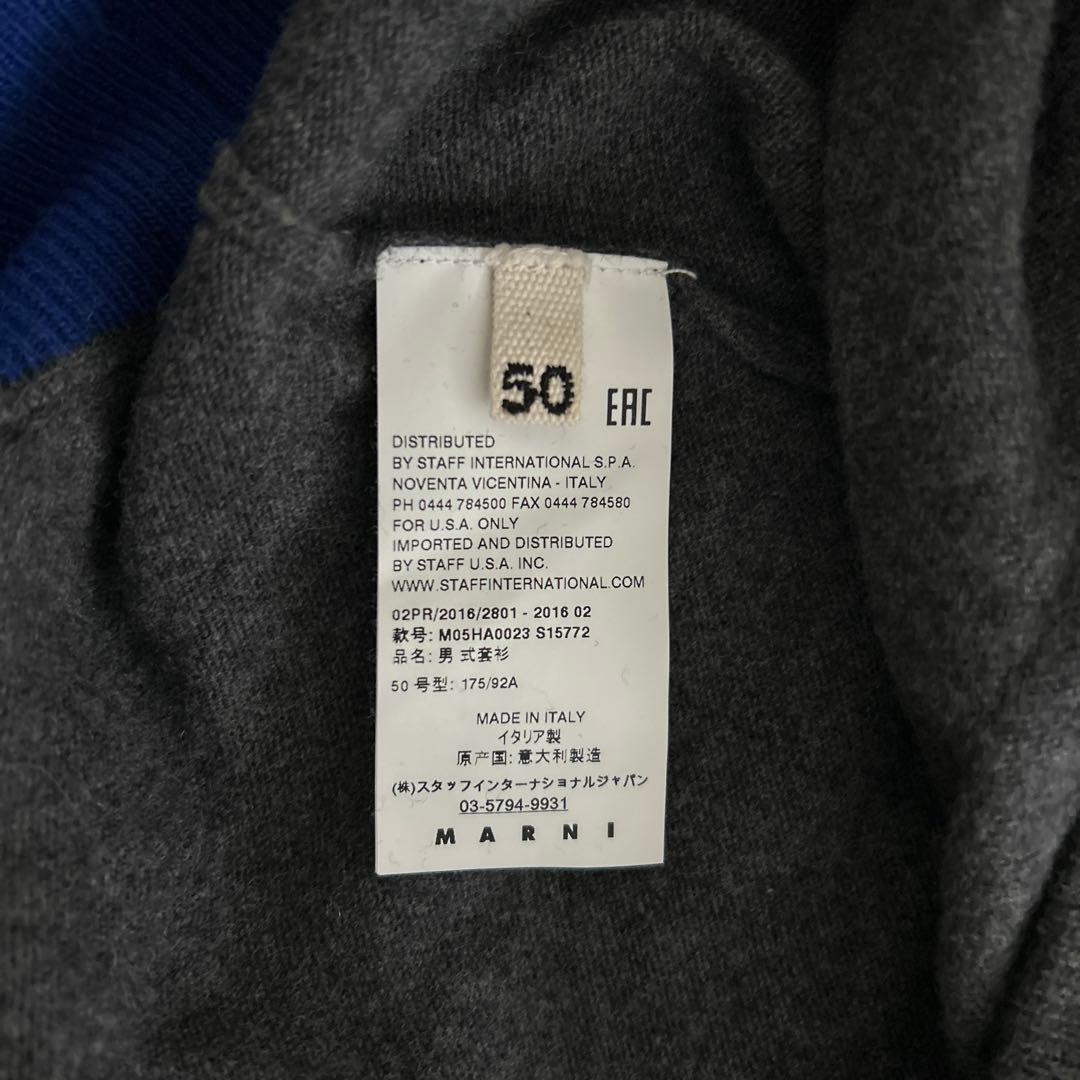 50
EAC
DISTRIBUTED
BY STAFF INTERNATIONAL S.P.A.
NOVENTA VICENTINA - ITALY
PH 0444 784500 FAX 0444 784580
FOR U.S.A. ONLY
IMPORTED AND DISTRIBUTED
BY STAFF U.S.A. INC.
WWW.STAFFINTERNATIONAL.COM
02PR/2016/2801 - 2016 02
款号: M05HA0023 S15772
品名: 男 式套衫
50 号型: 175/92A
MADE IN ITALY
イタリア製
原产国: 意大利製造
(株)スタッフインターナショナルジャパン
03-5794-9931
MARNI